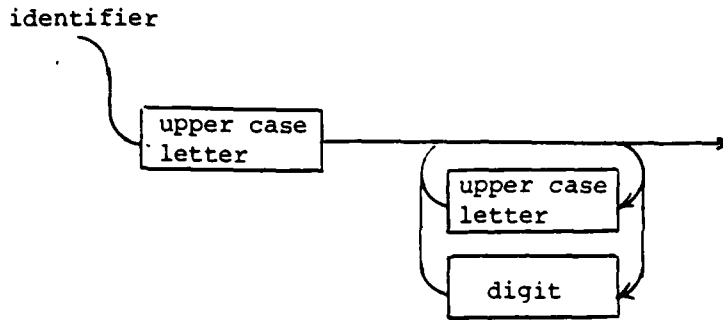 identifier
upper case
letter
upper case
letter
digit